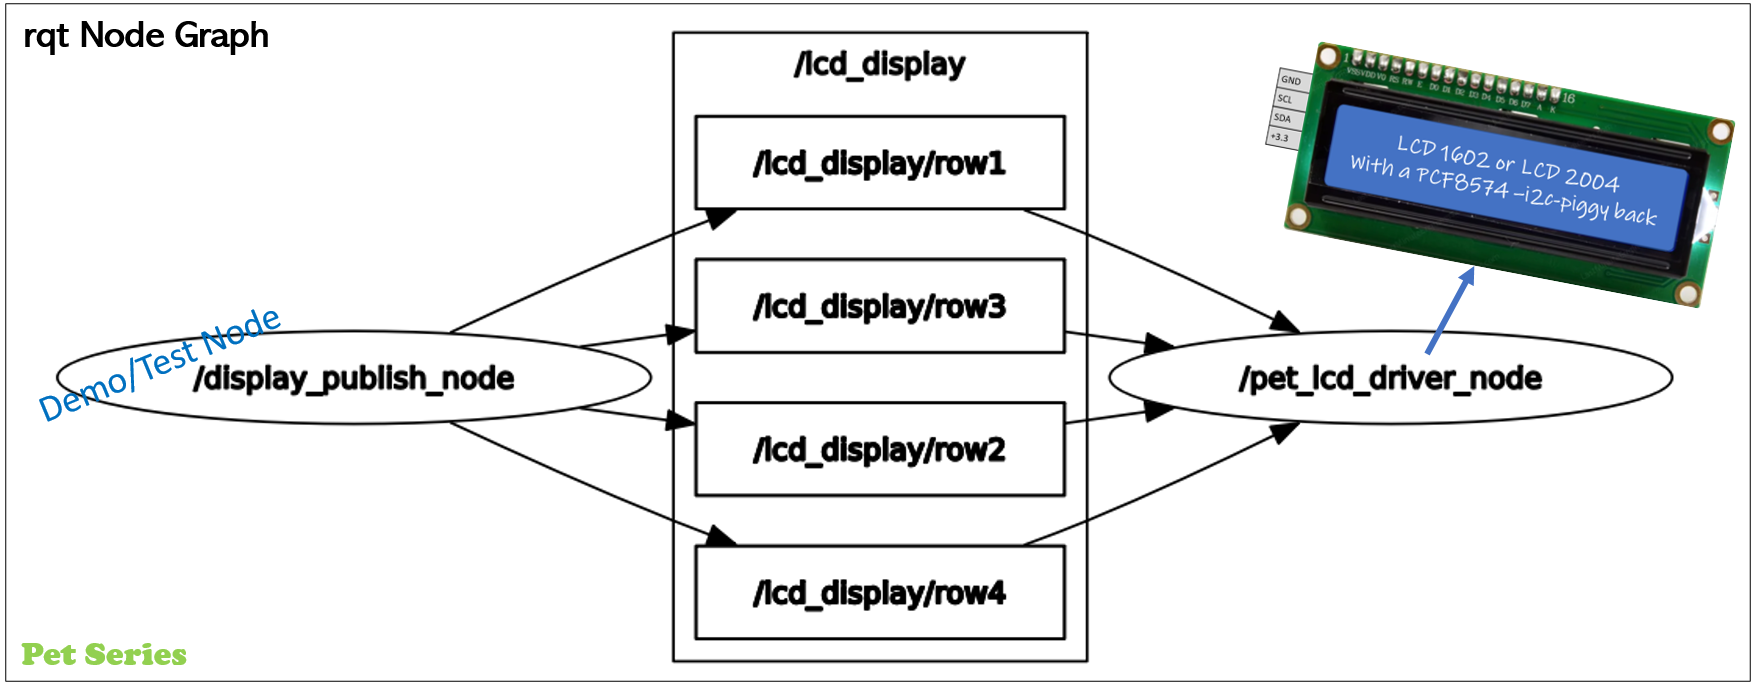 rqt Node Graph
/lcd_display
/lcd_display/row1
/lcd_display/row3
/lcd_display/row2
/lcd_display/row4
Demo/Test Node
/display_publish_node
/pet_lcd_driver_node
GND
SCL
SDA
+3.3
1
VSS VDD V0 RS RW E D0 D1 D2 D3 D4 D5 D6 D7 A K
16
LCD 1602 or LCD 2004
With a PCF8574 –i2c-piggy back
Pet Series